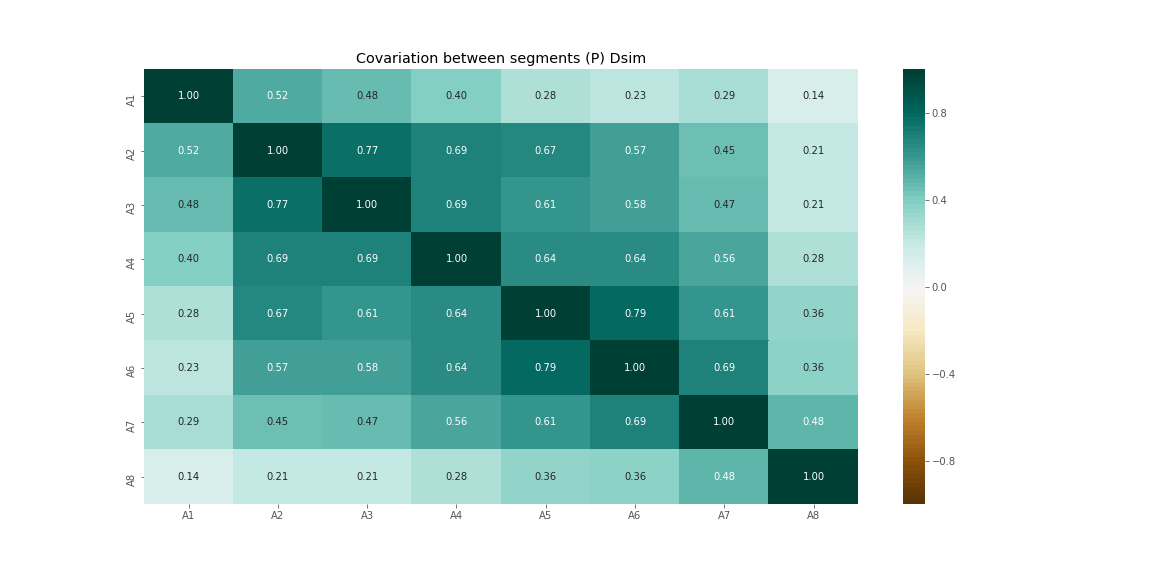 Covariation between segments (P) Dsim
A1 1.00 0.52 0.48 0.40 0.28 0.23 0.29 0.14
A2 0.52 1.00 0.77 0.69 0.67 0.57 0.45 0.21
A3 0.48 0.77 1.00 0.69 0.61 0.58 0.47 0.21
A4 0.40 0.69 0.69 1.00 0.64 0.64 0.56 0.28
A5 0.28 0.67 0.61 0.64 1.00 0.79 0.61 0.36
A6 0.23 0.57 0.58 0.64 0.79 1.00 0.69 0.36
A7 0.29 0.45 0.47 0.56 0.61 0.69 1.00 0.48
A8 0.14 0.21 0.21 0.28 0.36 0.36 0.48 1.00
A1 A2 A3 A4 A5 A6 A7 A8
0.8
0.4
0.0
−0.4
−0.8